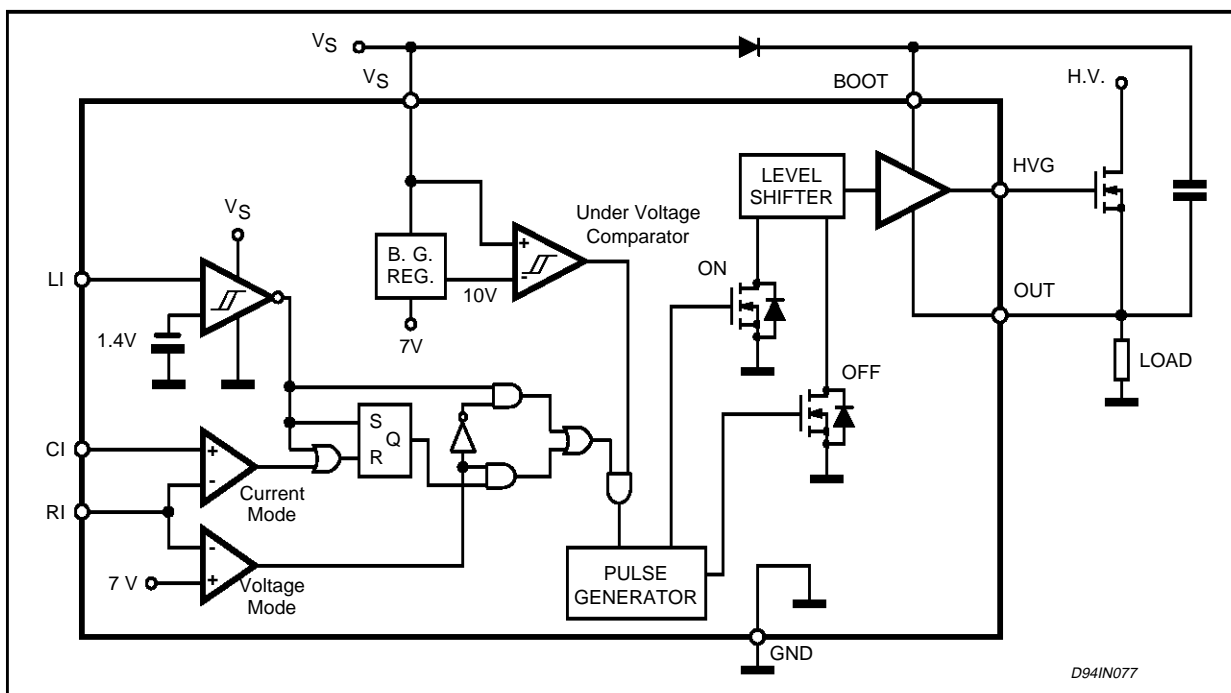 VS
VS
BOOT
H.V.
LEVEL
SHIFTER
HVG
VS
Under Voltage
Comparator
+
-
B. G.
REG.
10V
7V
LI
1.4V
ON
OUT
OFF
LOAD
CI
+
-
Current
Mode
S
Q
R
RI
-
+
7 V
Voltage
Mode
PULSE
GENERATOR
GND
D94IN077